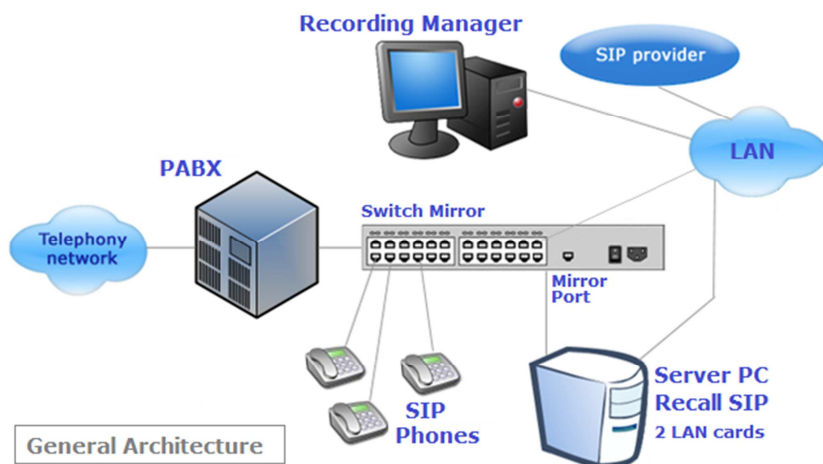 Recording Manager
SIP provider
LAN
PABX
Switch Mirror
Telephony
network
Mirror
Port
SIP
Phones
Server PC
Recall SIP
2 LAN cards
General Architecture